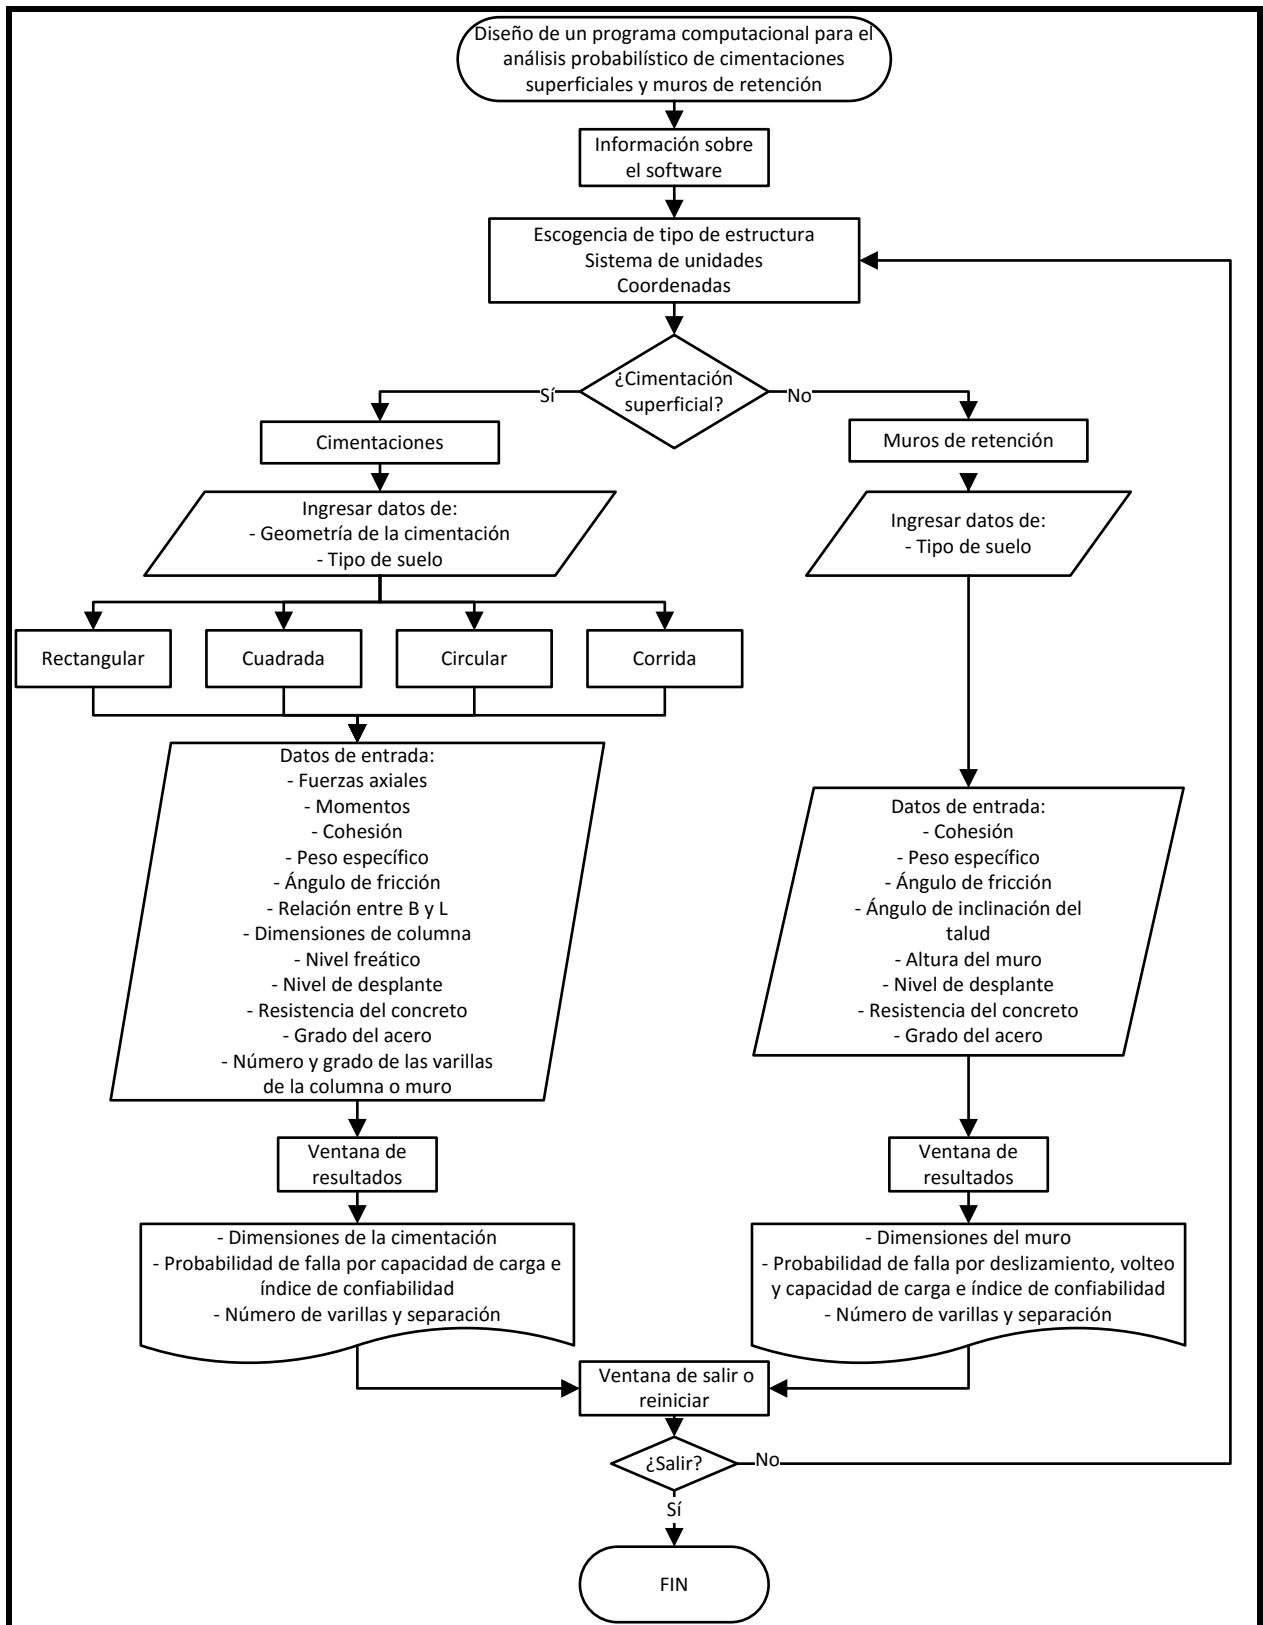 Diseño de un programa computacional para el
análisis probabilístico de cimentaciones
superficiales y muros de retención
Información sobre
el software
Escogencia de tipo de estructura
Sistema de unidades
Coordenadas
¿Cimentación
superficial?
Sí
No
Cimentaciones
Muros de retención
Ingresar datos de:
- Geometría de la cimentación
- Tipo de suelo
Ingresar datos de:
- Tipo de suelo
Rectangular
Cuadrada
Circular
Corrida
Datos de entrada:
- Fuerzas axiales
- Momentos
- Cohesión
- Peso específico
- Ángulo de fricción
- Relación entre B y L
- Dimensiones de columna
- Nivel freático
- Nivel de desplante
- Resistencia del concreto
- Grado del acero
- Número y grado de las varillas
de la columna o muro
Datos de entrada:
- Cohesión
- Peso específico
- Ángulo de fricción
- Ángulo de inclinación del
talud
- Altura del muro
- Nivel de desplante
- Resistencia del concreto
- Grado del acero
Ventana de
resultados
Ventana de
resultados
- Dimensiones de la cimentación
- Probabilidad de falla por capacidad de carga e
índice de confiabilidad
- Número de varillas y separación
- Dimensiones del muro
- Probabilidad de falla por deslizamiento, volteo
y capacidad de carga e índice de confiabilidad
- Número de varillas y separación
Ventana de salir o
reiniciar
¿Salir?
No
Sí
FIN